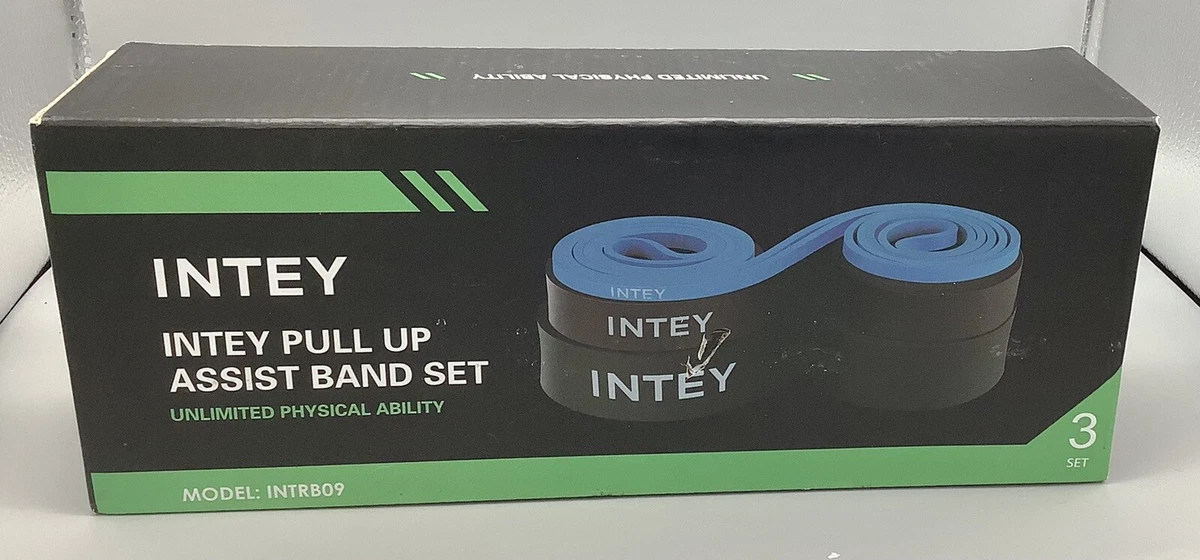 UNLIMITED PHYSICAL ABILITY
INTEY
INTEY PULL UP
ASSIST BAND SET
UNLIMITED PHYSICAL ABILITY
MODEL: INTRB09
INTEY
INTEY
INTEY
3
SET